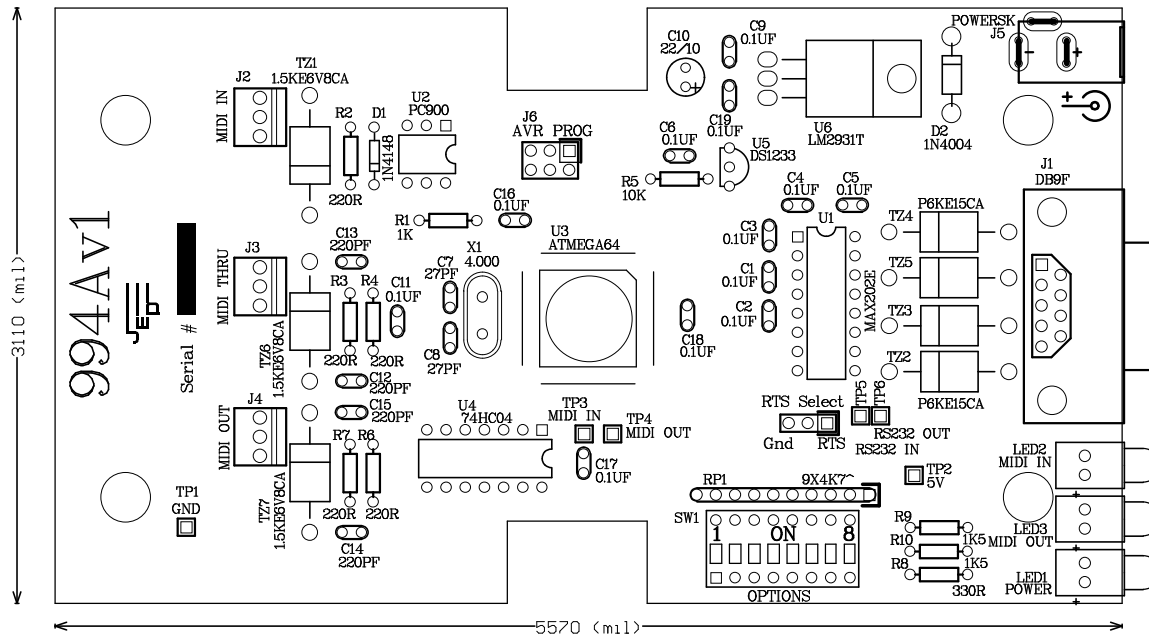 POWERSK
J5
C10
22/10
C9
0.1UF
TZ1
1.5KE6V8CA
J2
MIDI IN
R2
220R
D1
1N4148
U2
PC900
J6
AVR PROG
C19
0.1UF
C6
0.1UF
U5
DS1233
U6
LM2931T
D2
1N4004
- +
+
J1
DB9F
R5
10K
C4
0.1UF
C5
0.1UF
P6KE15CA
R1
1K
C16
0.1UF
U3
ATMEGA64
U1
MAX202E
TZ4
TZ5
TZ3
TZ2
P6KE15CA
C3
0.1UF
C1
0.1UF
C2
0.1UF
994Av1
JED
Serial #
J3
MIDI THRU
C13
220PF
R3
R4
220R
220R
C11
0.1UF
C7
27PF
X1
4.000
C8
27PF
C18
0.1UF
TZ6
1.5KE6V8CA
C12
220PF
C15
220PF
J4
MIDI OUT
R7
R6
220R
220R
TZ7
1.5KE6V8CA
C14
220PF
U4
74HC04
TP3
MIDI IN
TP4
MIDI OUT
C17
0.1UF
RTS Select
Gnd
RTS
TP5
TP6
RS232 OUT
RS232 IN
TP2
5V
TP1
GND
RP1
9X4K7~
SW1
1 ON 8
OPTIONS
R9
1K5
R10
1K5
R8
330R
LED2
MIDI IN
+
LED3
MIDI OUT
+
LED1
POWER
+
3110 (mil)
5570 (mil)